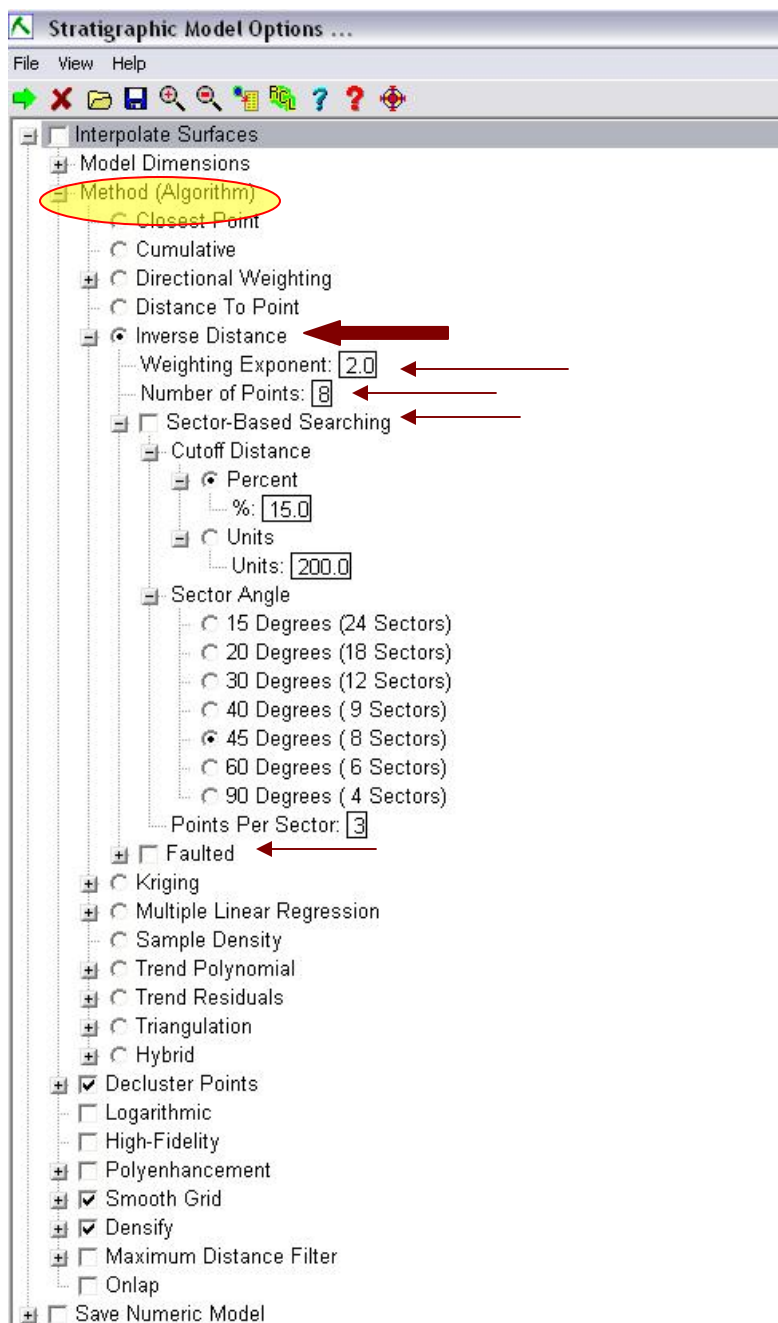 Stratigraphic Model Options ...
File View Help
Interpolate Surfaces
Model Dimensions
Method (Algorithm)
Closest Point
Cumulative
Directional Weighting
Distance To Point
Inverse Distance
Weighting Exponent: 2.0
Number of Points: 8
Sector-Based Searching
Cutoff Distance
Percent
%: 15.0
Units
Units: 200.0
Sector Angle
15 Degrees (24 Sectors)
20 Degrees (18 Sectors)
30 Degrees (12 Sectors)
40 Degrees ( 9 Sectors)
45 Degrees ( 8 Sectors)
60 Degrees ( 6 Sectors)
90 Degrees ( 4 Sectors)
Points Per Sector: 3
Faulted
Kriging
Multiple Linear Regression
Sample Density
Trend Polynomial
Trend Residuals
Triangulation
Hybrid
Decluster Points
Logarithmic
High-Fidelity
Polyenhancement
Smooth Grid
Densify
Maximum Distance Filter
Onlap
Save Numeric Model